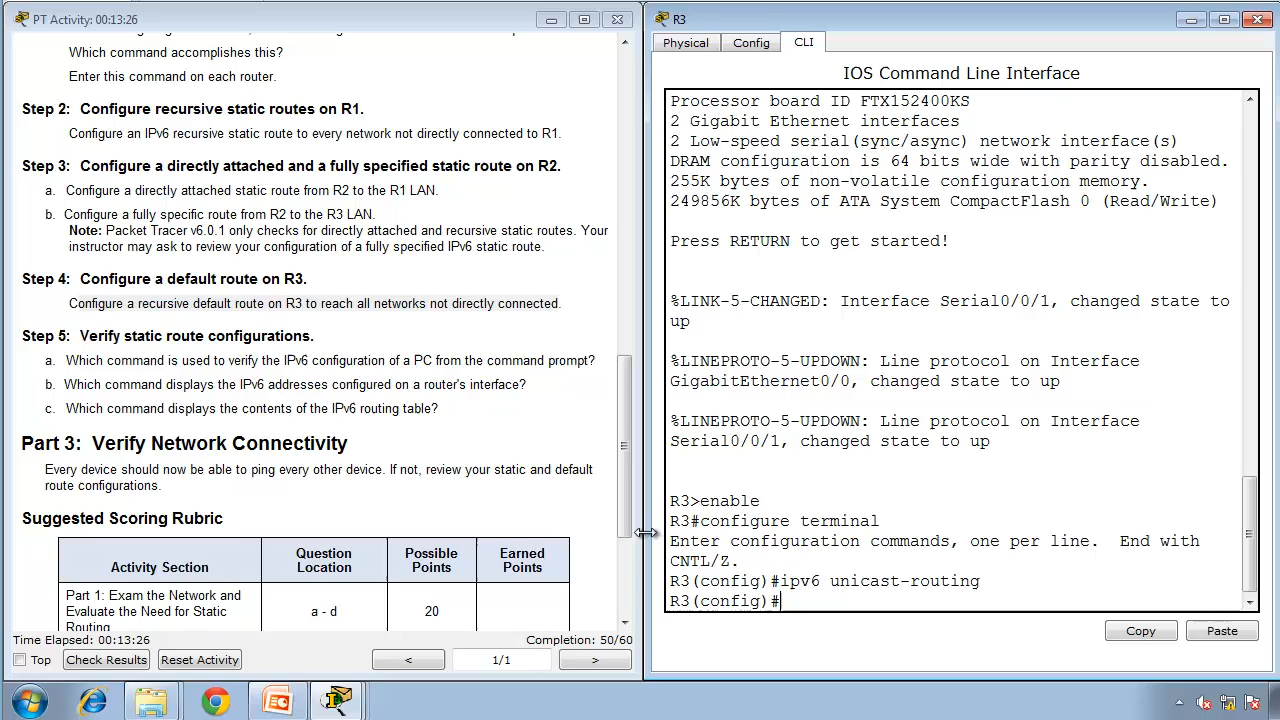 PT Activity: 00:13:26
Which command accomplishes this?
Enter this command on each router.
Step 2: Configure recursive static routes on R1.
Configure an IPv6 recursive static route to every network not directly connected to R1.
Step 3: Configure a directly attached and a fully specified static route on R2.
a. Configure a directly attached static route from R2 to the R1 LAN.
b. Configure a fully specific route from R2 to the R3 LAN.
Note: Packet Tracer v6.0.1 only checks for directly attached and recursive static routes. Your
instructor may ask to review your configuration of a fully specified IPv6 static route.
Step 4: Configure a default route on R3.
Configure a recursive default route on R3 to reach all networks not directly connected.
Step 5: Verify static route configurations.
a. Which command is used to verify the IPv6 configuration of a PC from the command prompt?
b. Which command displays the IPv6 addresses configured on a router's interface?
c. Which command displays the contents of the IPv6 routing table?
Part 3: Verify Network Connectivity
Every device should now be able to ping every other device. If not, review your static and default
route configurations.
Suggested Scoring Rubric
Activity Section
Question
Location
Possible
Points
Earned
Points
Part 1: Exam the Network and
Evaluate the Need for Static
Routing
a - d
20
Time Elapsed: 00:13:26
Completion: 50/60
Top
Check Results
Reset Activity
<
1/1
>
R3
Physical
Config
CLI
IOS Command Line Interface
Processor board ID FTX152400KS
2 Gigabit Ethernet interfaces
2 Low-speed serial(sync/async) network interface(s)
DRAM configuration is 64 bits wide with parity disabled.
255K bytes of non-volatile configuration memory.
249856K bytes of ATA System CompactFlash 0 (Read/Write)
Press RETURN to get started!
%LINK-5-CHANGED: Interface Serial0/0/1, changed state to
up
%LINEPROTO-5-UPDOWN: Line protocol on Interface
GigabitEthernet0/0, changed state to up
%LINEPROTO-5-UPDOWN: Line protocol on Interface
Serial0/0/1, changed state to up
R3>enable
R3#configure terminal
Enter configuration commands, one per line.  End with
CNTL/Z.
R3(config)#ipv6 unicast-routing
R3(config)#
Copy
Paste